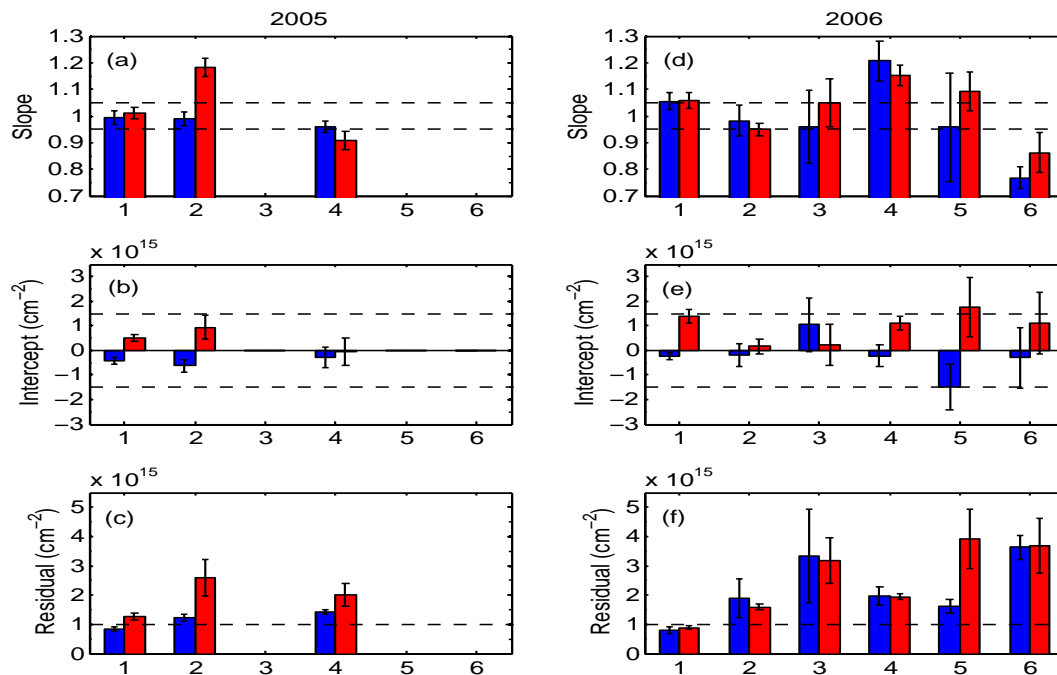 2005
(a)
Slope
1.3
1.2
1.1
1
0.9
0.8
0.7
1 2 3 4 5 6
x 10^15
(b)
Intercept (cm^−2)
3
2
1
0
−1
−2
−3
1 2 3 4 5 6
x 10^15
(c)
Residual (cm^−2)
5
4
3
2
1
0
1 2 3 4 5 6
2006
(d)
Slope
1.3
1.2
1.1
1
0.9
0.8
0.7
1 2 3 4 5 6
x 10^15
(e)
Intercept (cm^−2)
3
2
1
0
−1
−2
−3
1 2 3 4 5 6
x 10^15
(f)
Residual (cm^−2)
5
4
3
2
1
0
1 2 3 4 5 6